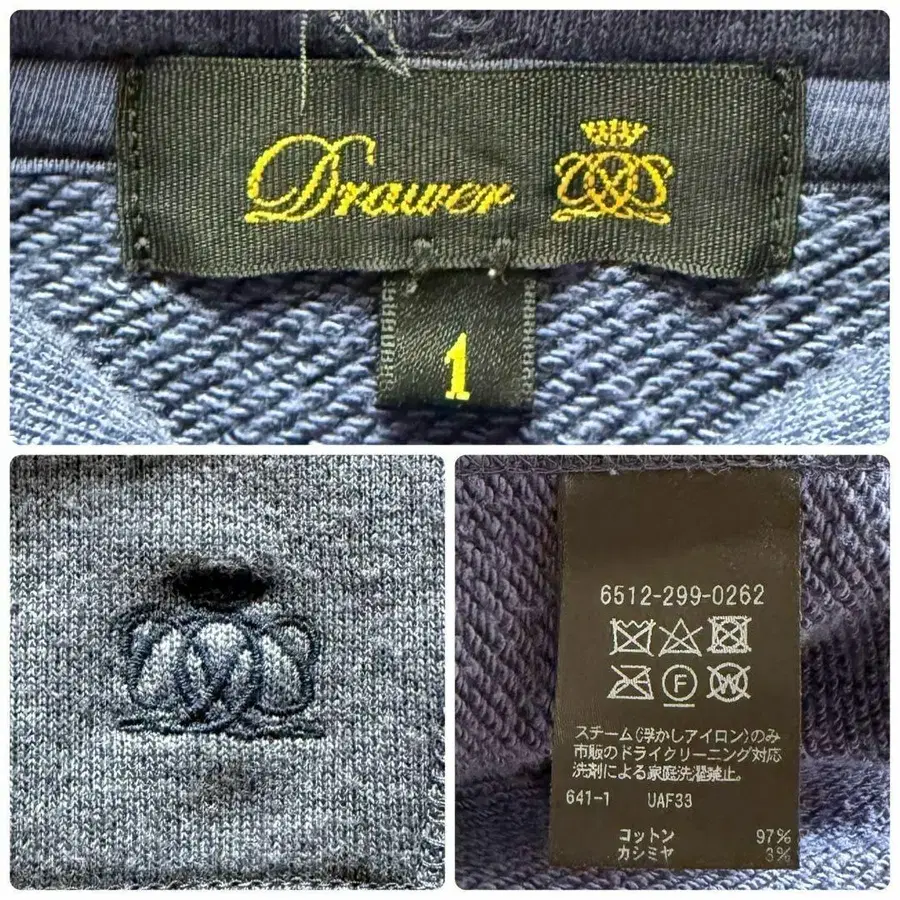 Drawer
1
6512-299-0262
F
W
スチーム(浮かしアイロン)のみ
市販のドライクリーニング対応
洗剤による家庭洗濯禁止。
641-1 UAF33
コットン 97%
カシミヤ 3%